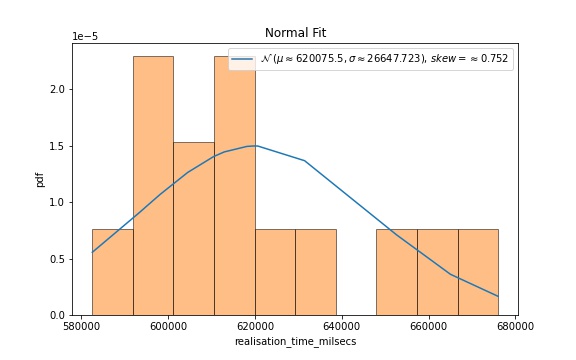 Normal Fit
1e−5
𝒩(μ ≈ 620075.5, σ ≈ 26647.723), skew = ≈ 0.752
2.0
1.5
1.0
0.5
0.0
pdf
580000 600000 620000 640000 660000 680000
realisation_time_milsecs